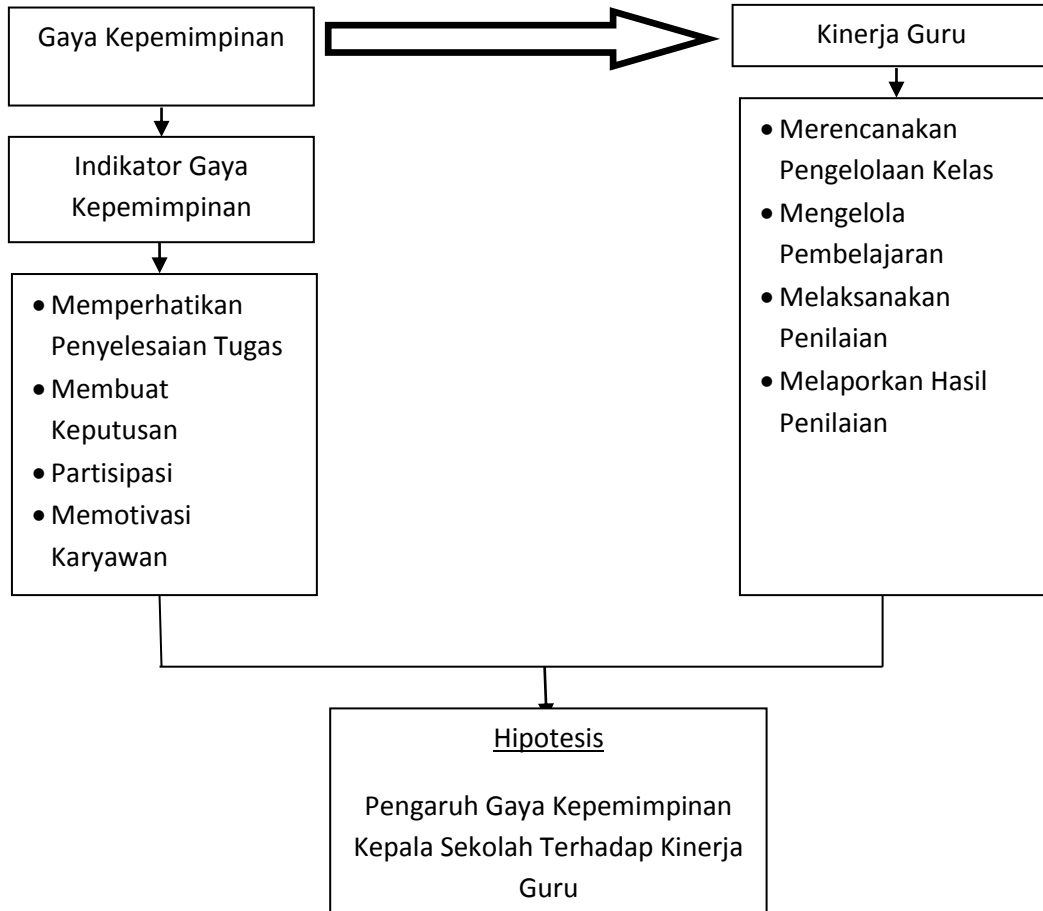 Gaya Kepemimpinan
Kinerja Guru
Indikator Gaya
Kepemimpinan
• Memperhatikan
Penyelesaian Tugas
• Membuat
Keputusan
• Partisipasi
• Memotivasi
Karyawan
• Merencanakan
Pengelolaan Kelas
• Mengelola
Pembelajaran
• Melaksanakan
Penilaian
• Melaporkan Hasil
Penilaian
Hipotesis
Pengaruh Gaya Kepemimpinan
Kepala Sekolah Terhadap Kinerja
Guru